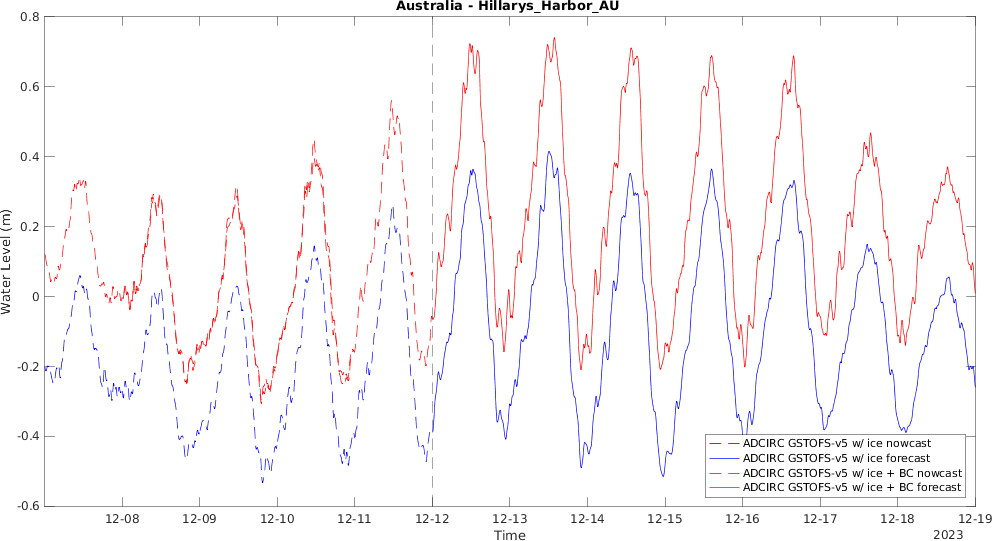 Australia - Hillarys_Harbor_AU
Water Level (m)
0.8
0.6
0.4
0.2
0
-0.2
-0.4
-0.6
ADCIRC GSTOFS-v5 w/ ice nowcast
ADCIRC GSTOFS-v5 w/ ice forecast
ADCIRC GSTOFS-v5 w/ ice + BC nowcast
ADCIRC GSTOFS-v5 w/ ice + BC forecast
12-08 12-09 12-10 12-11 12-12 12-13 12-14 12-15 12-16 12-17 12-18 12-19
Time
2023